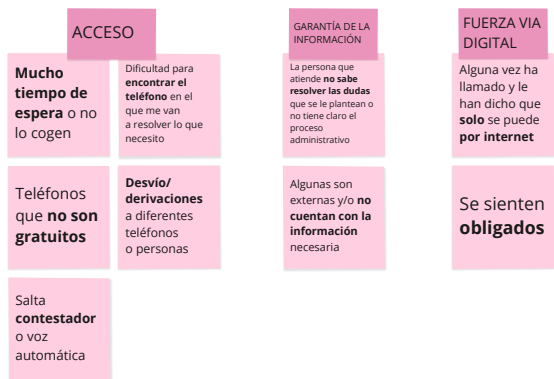 ACCESO
Mucho
tiempo de
espera o no
lo cogen
Dificultad para
encontrar el
teléfono en el
que me van
a resolver lo que
necesito
Teléfonos
que no son
gratuitos
Desvío/
derivaciones
a diferentes
teléfonos
o personas
Salta
contestador
o voz
automática
GARANTÍA DE LA
INFORMACIÓN
La persona que
atiende no sabe
resolver las dudas
que se le plantean o
no tiene claro el
proceso
administrativo
Algunas son
externas y/o no
cuentan con la
información
necesaria
FUERZA VIA
DIGITAL
Alguna vez ha
llamado y le
han dicho que
solo se puede
por internet
Se sienten
obligados